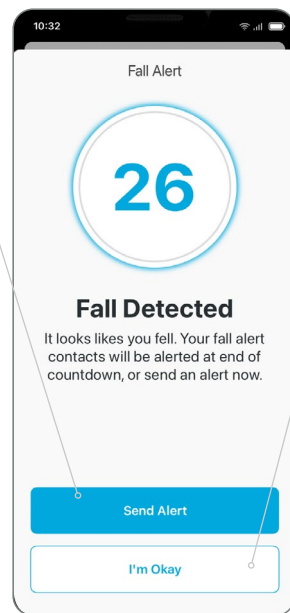 10:32
Fall Alert
26
Fall Detected
It looks likes you fell. Your fall alert
contacts will be alerted at end of
countdown, or send an alert now.
Send Alert
I'm Okay